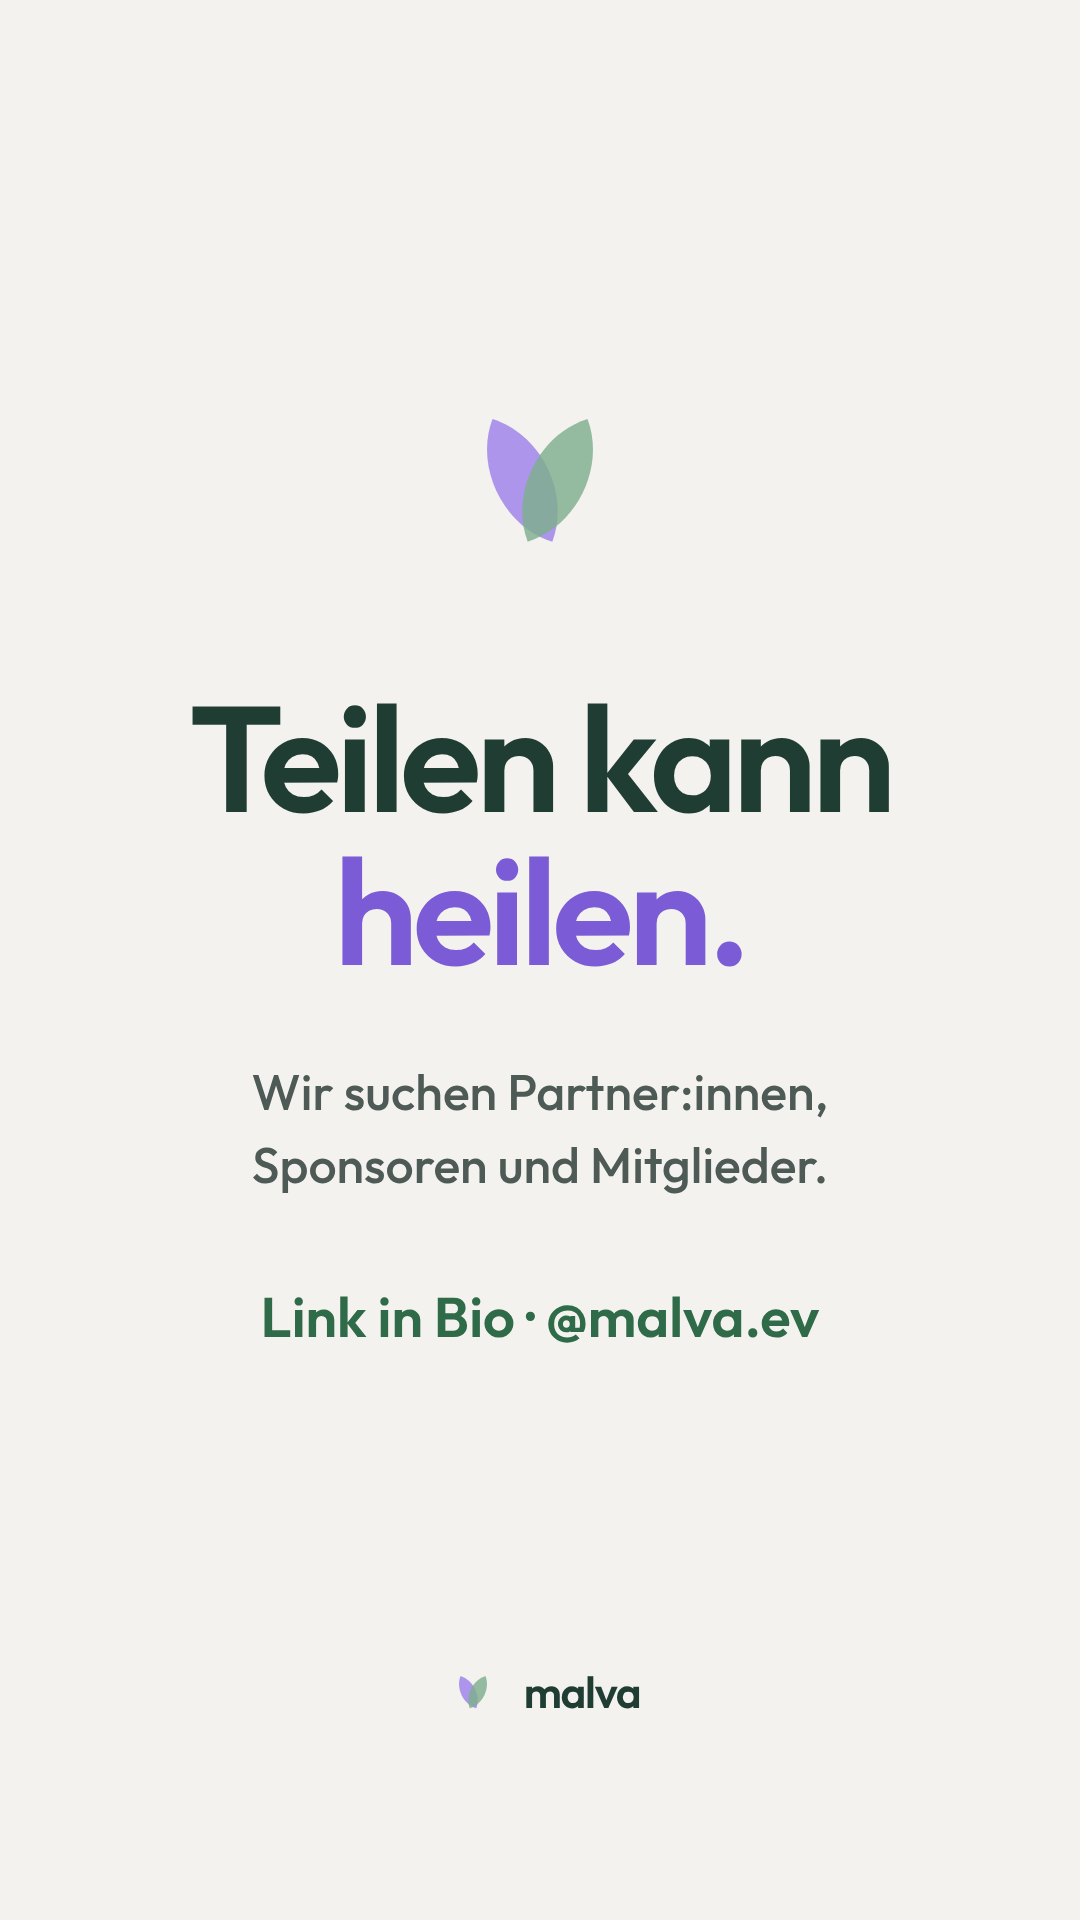 Teilen kann
heilen.
Wir suchen Partner:innen,
Sponsoren und Mitglieder.
Link in Bio · @malva.ev
malva